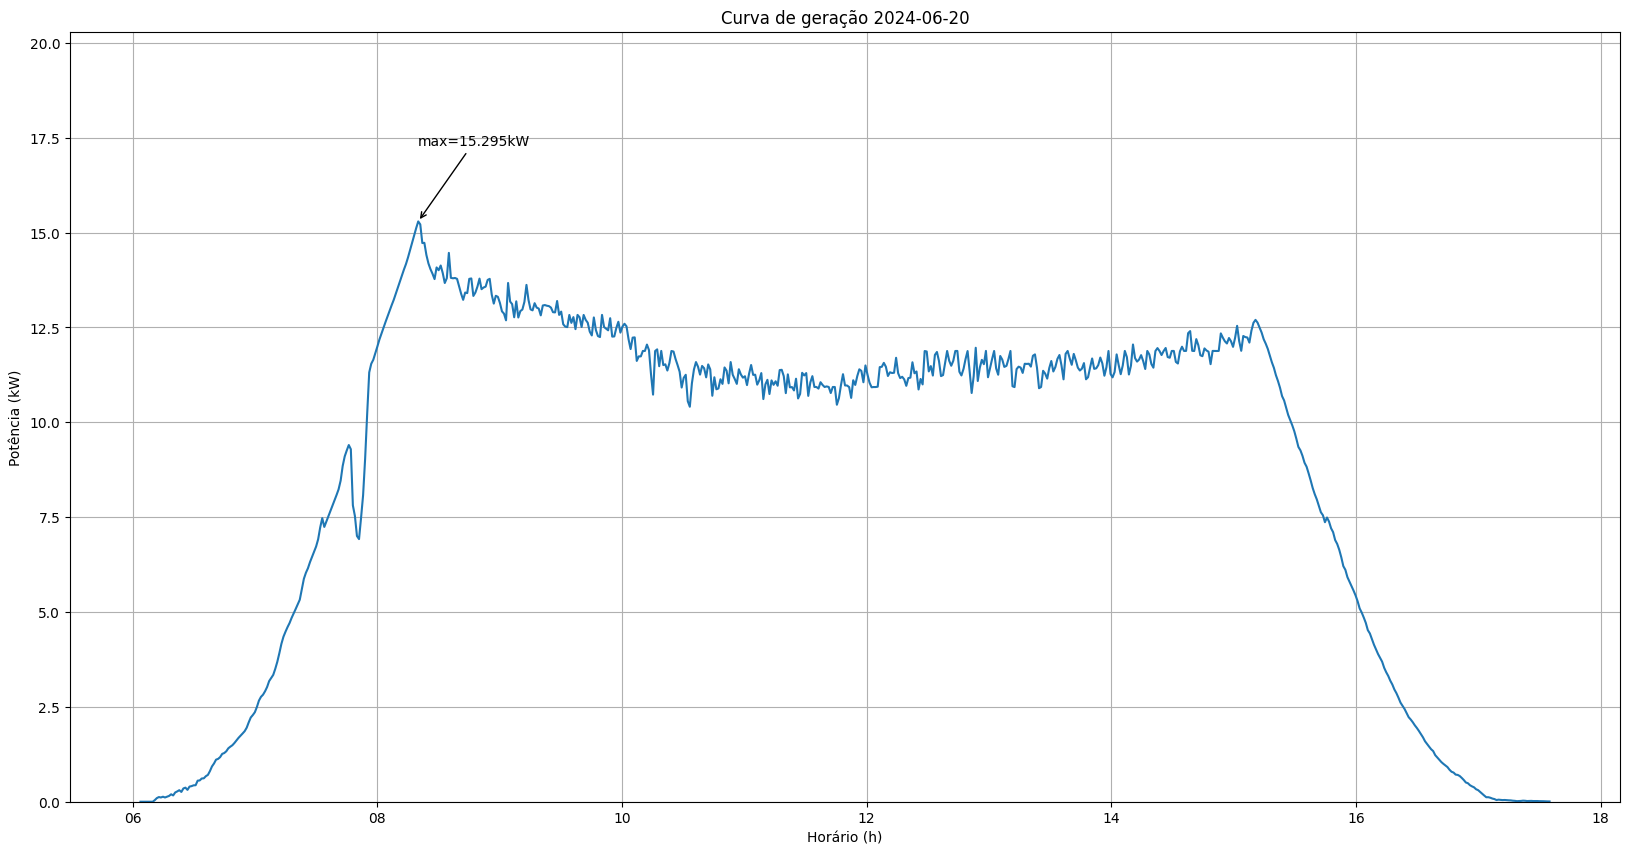 Curva de geração 2024-06-20
20.0
17.5
max=15.295kW
15.0
12.5
10.0
7.5
5.0
2.5
0.0
Potência (kW)
06 08 10 12 14 16 18
Horário (h)